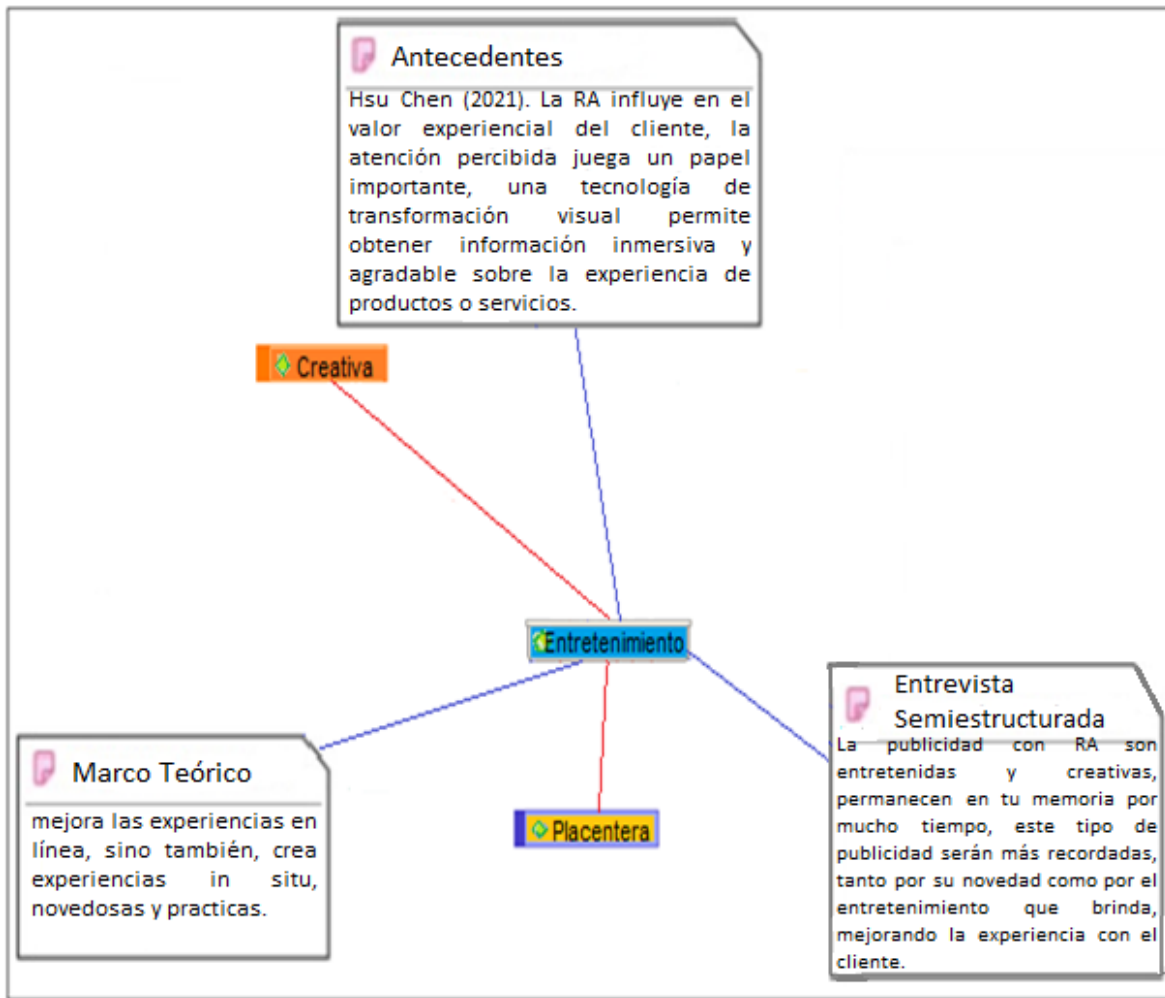 Antecedentes
Hsu Chen (2021). La RA influye en el
valor experiencial del cliente, la
atención percibida juega un papel
importante, una tecnología de
transformación visual permite
obtener información inmersiva y
agradable sobre la experiencia de
productos o servicios.
Creativa
Entretenimiento
Entrevista
Semiestructurada
La publicidad con RA son
entretenidas y creativas,
permanecen en tu memoria por
mucho tiempo, este tipo de
publicidad serán más recordadas,
tanto por su novedad como por el
entretenimiento que brinda,
mejorando la experiencia con el
cliente.
Marco Teórico
mejora las experiencias en
línea, sino también, crea
experiencias in situ,
novedosas y practicas.
Placentera